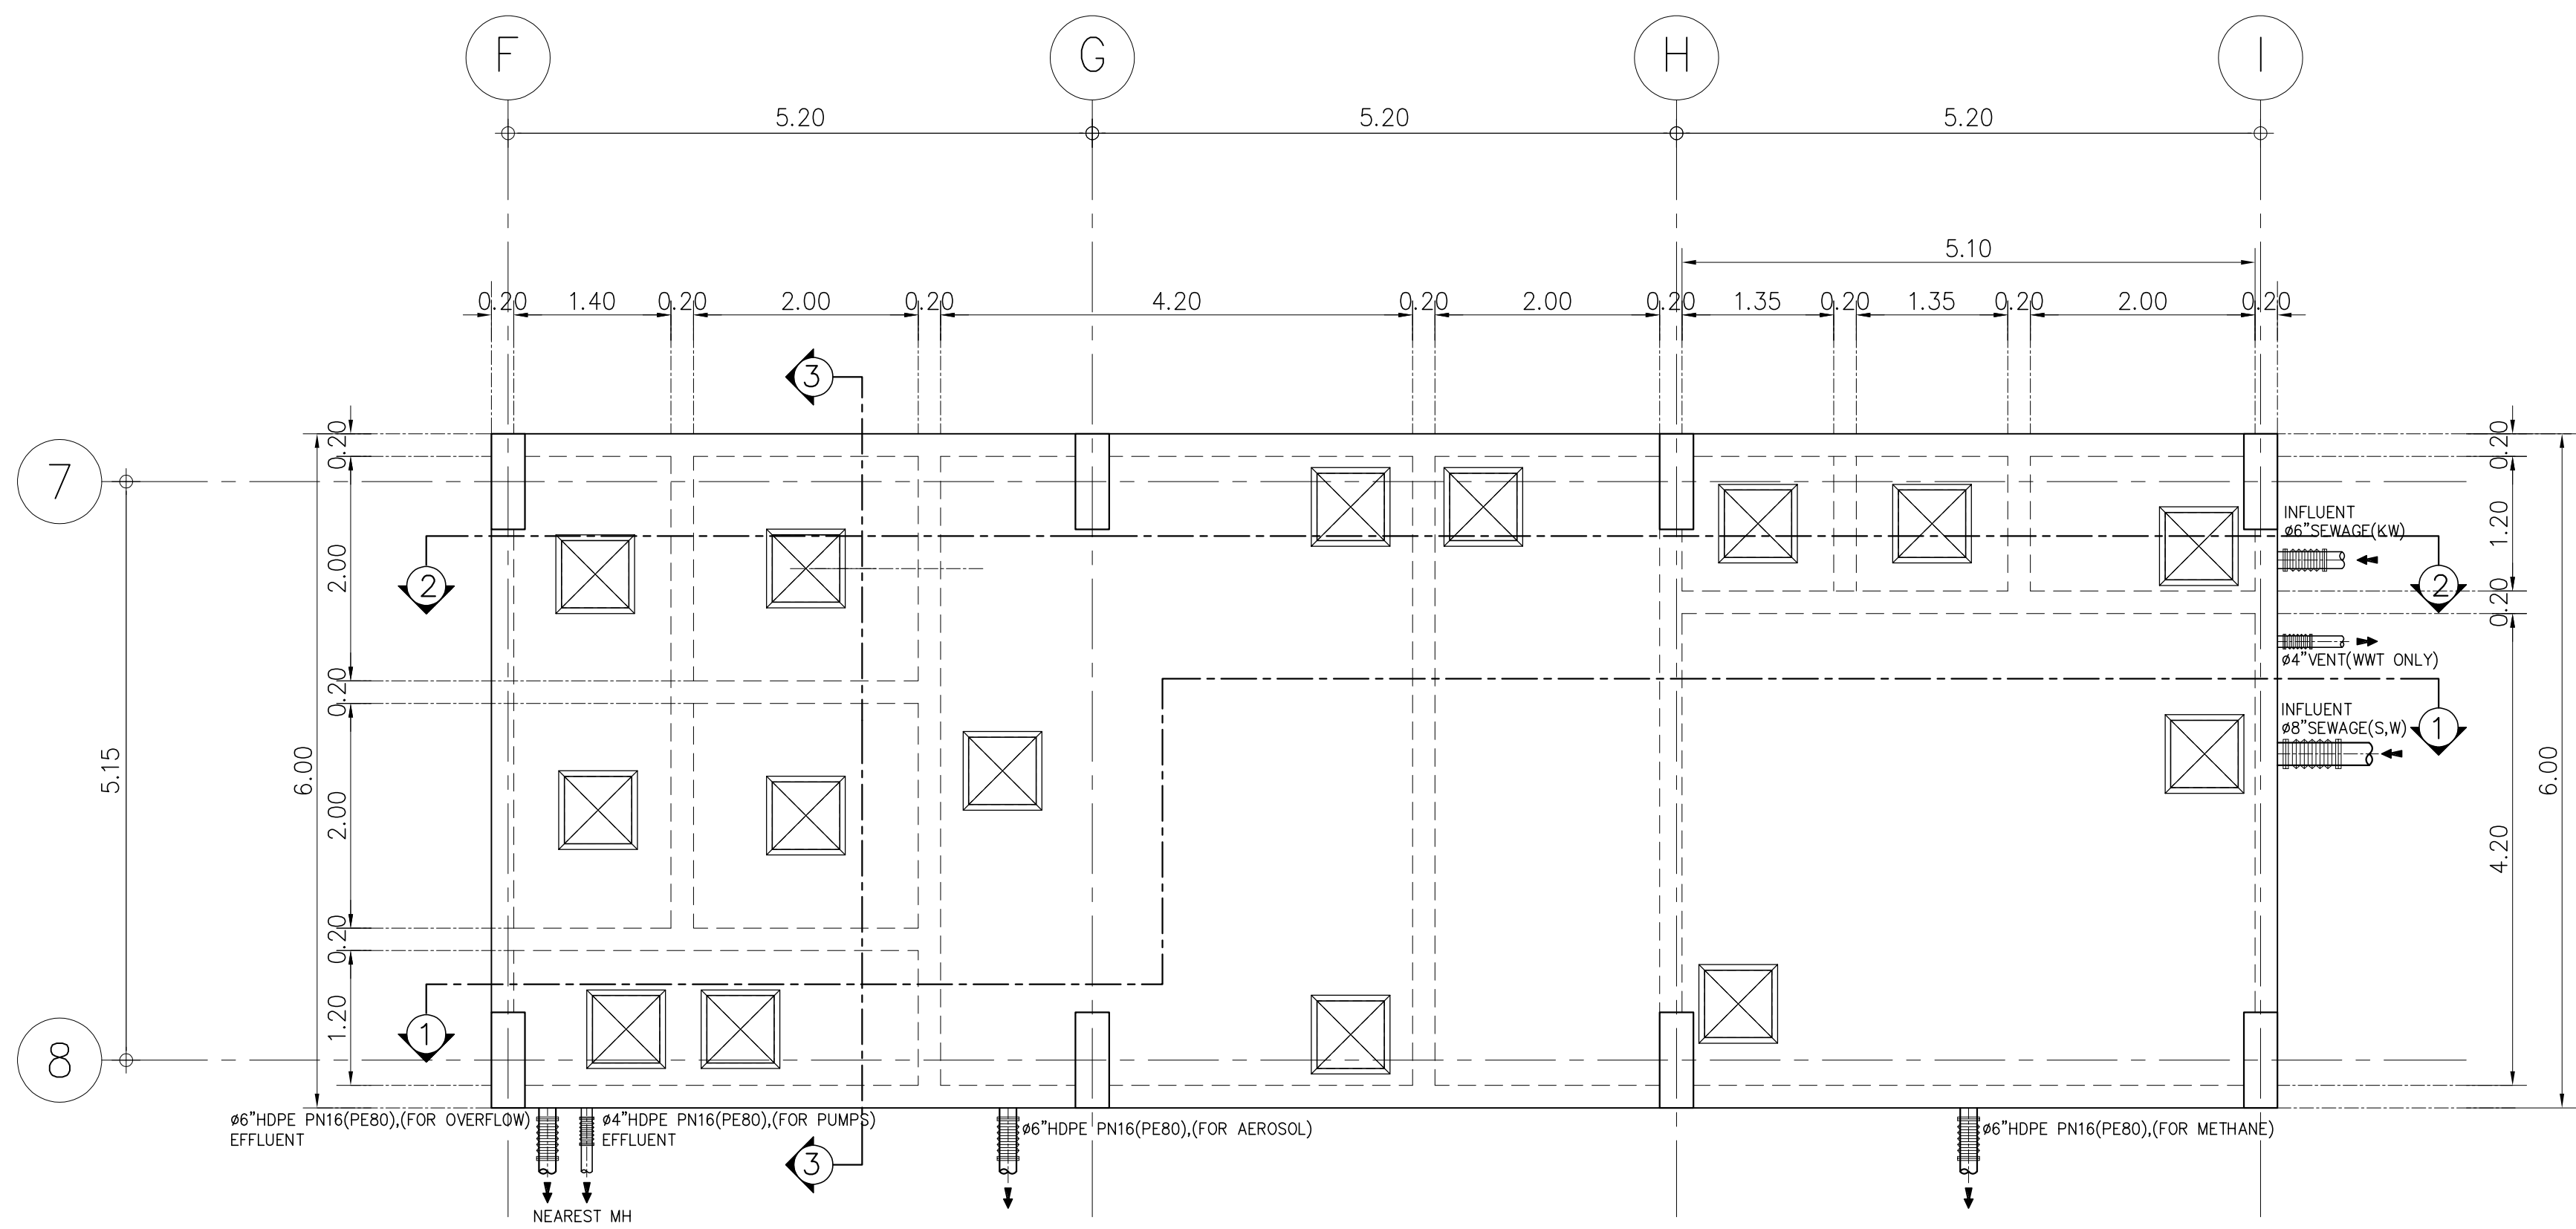 F
G
H
I
5.20
5.20
5.20
5.10
0.20
1.40
0.20
2.00
0.20
4.20
0.20
2.00
0.20
1.35
0.20
1.35
0.20
2.00
0.20
3
7
8
5.15
6.00
0.20
2.00
0.20
2.00
0.20
1.20
2
1
INFLUENT
ø6"SEWAGE(KW)
2
ø4"VENT(WWT ONLY)
INFLUENT
ø8"SEWAGE(S,W)
1
0.20
1.20
0.20
4.20
6.00
ø6"HDPE PN16(PE80),(FOR OVERFLOW)
EFFLUENT
ø4"HDPE PN16(PE80),(FOR PUMPS)
EFFLUENT
ø6"HDPE PN16(PE80),(FOR AEROSOL)
ø6"HDPE PN16(PE80),(FOR METHANE)
3
NEAREST MH